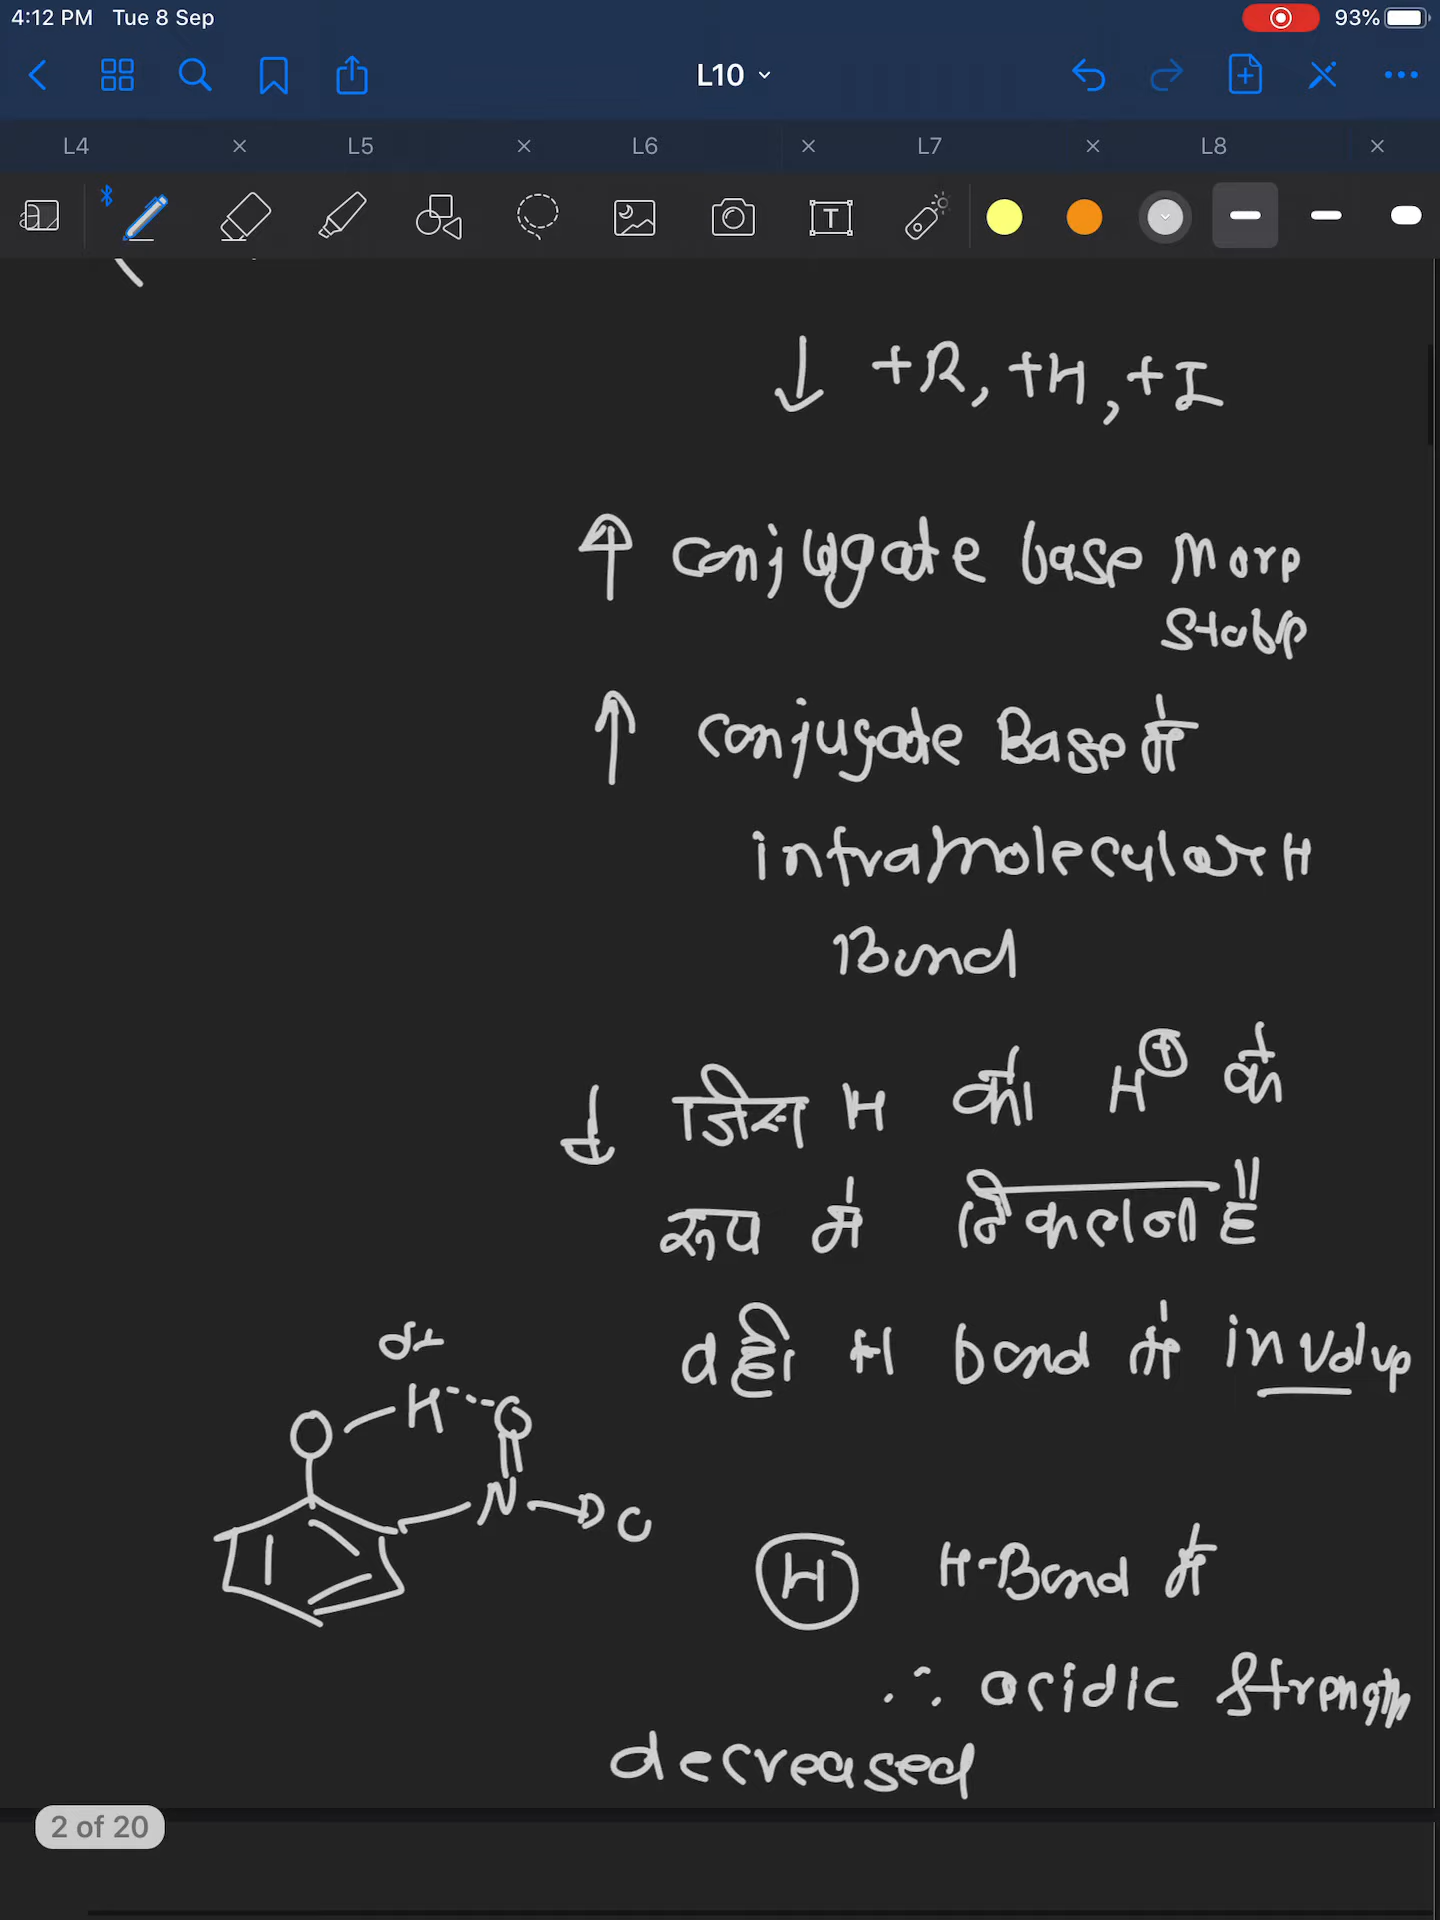 4:12 PM Tue 8 Sep 93%
L10
L4 × L5 × L6 × L7 × L8 ×
T
↓ +R, +H, +I
↑ conjugate base more
stable
↑ conjugate Base में
intramolecular H
Bond
↓ जिस H को H⊕ के
रूप में निकलना है
वही H bond में involve
δ+
O — H ··· O
N → O
H H-Bond में
∴ acidic strength
decreased
2 of 20